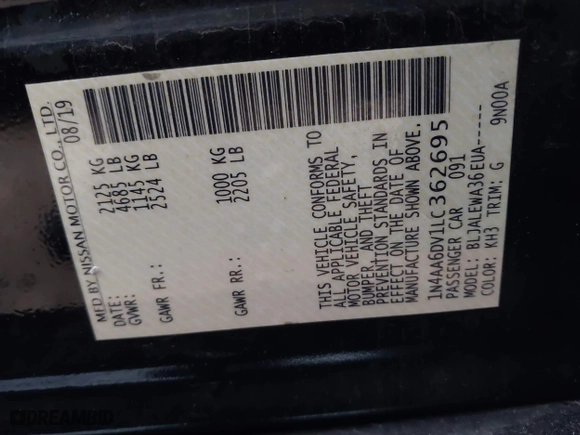 MFD BY NISSAN MOTOR CO., LTD.
DATE: 08/19
GVWR: 2125 KG
4685 LB
GAWR FR.: 1145 KG
2524 LB
GAWR RR.: 1000 KG
2205 LB
THIS VEHICLE CONFORMS TO
ALL APPLICABLE FEDERAL
MOTOR VEHICLE SAFETY,
BUMPER, AND THEFT
PREVENTION STANDARDS IN
EFFECT ON THE DATE OF
MANUFACTURE SHOWN ABOVE.
1N4AA6DV1LC362695
PASSENGER CAR 091
MODEL: BLJALEWA36EUA-----
COLOR: KH3 TRIM: G 9N00A
DREAMBID